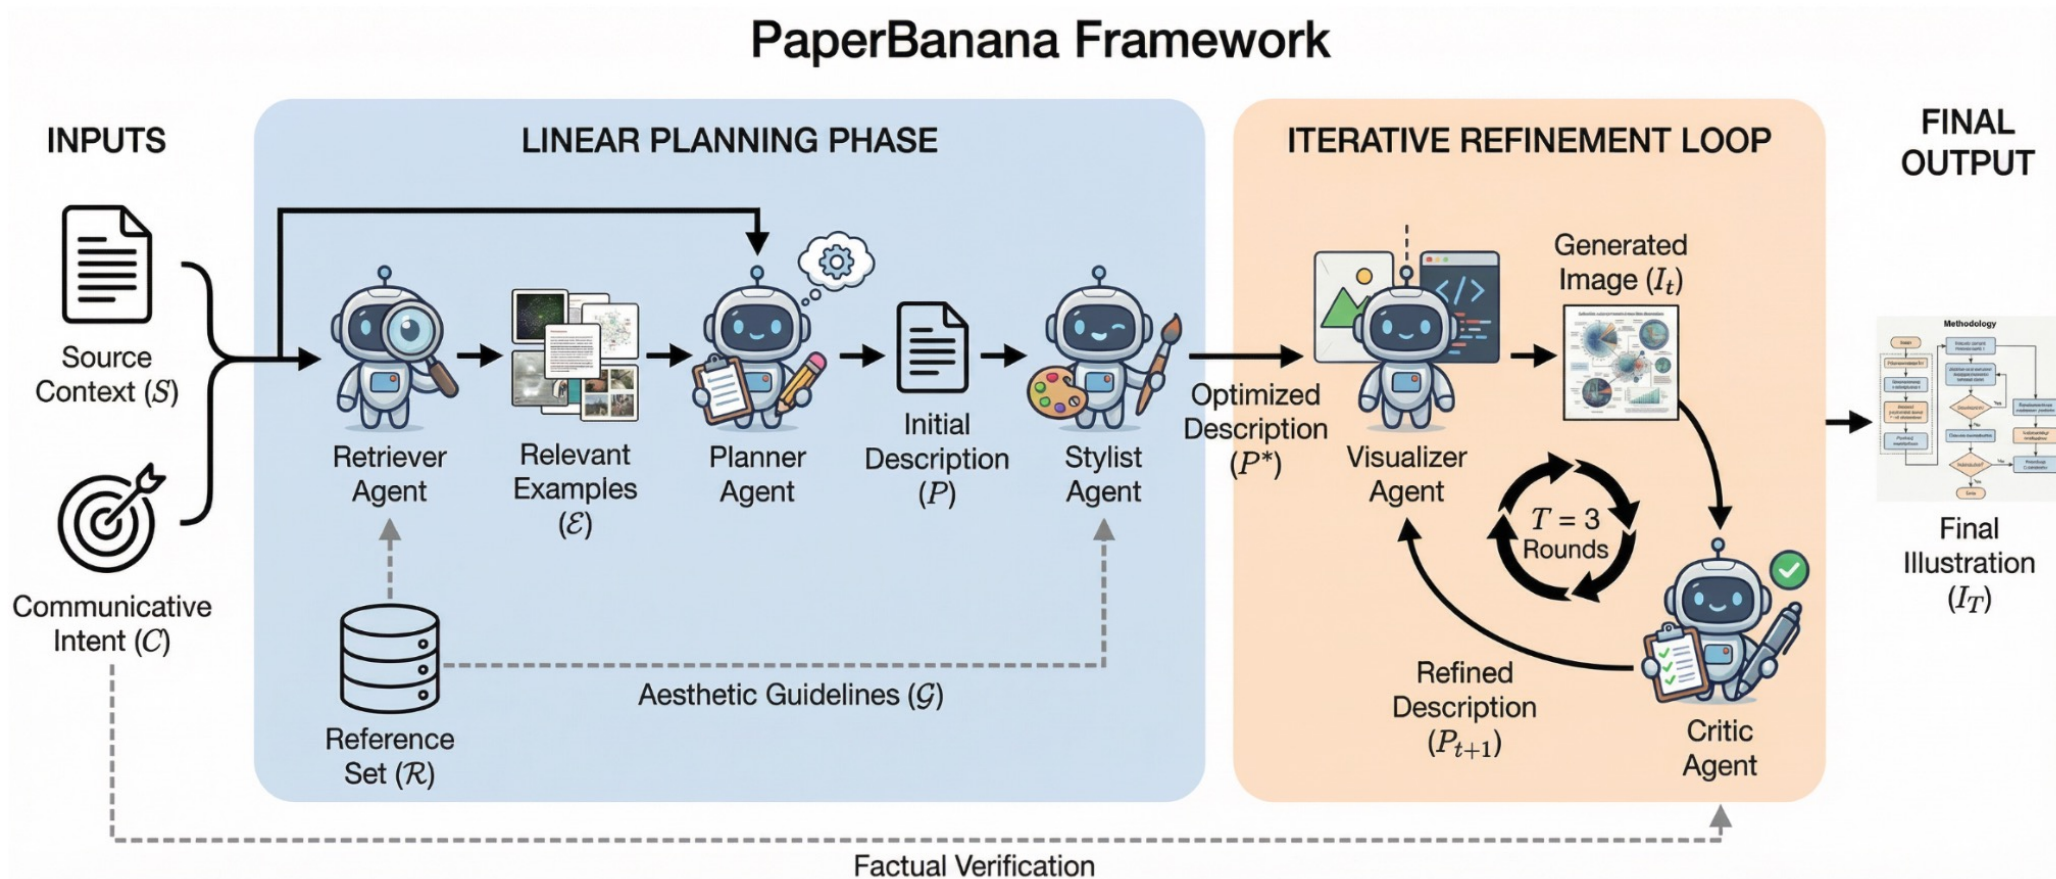 PaperBanana Framework
INPUTS
Source
Context (S)
Communicative
Intent (C)
LINEAR PLANNING PHASE
Retriever
Agent
Relevant
Examples
(ℰ)
Planner
Agent
Initial
Description
(P)
Stylist
Agent
Reference
Set (ℛ)
Aesthetic Guidelines (𝒢)
Optimized
Description
(P*)
ITERATIVE REFINEMENT LOOP
</>
Visualizer
Agent
Generated
Image (Iₜ)
T = 3
Rounds
Refined
Description
(Pₜ₊₁)
Critic
Agent
FINAL
OUTPUT
Methodology
Final
Illustration
(I_T)
Factual Verification